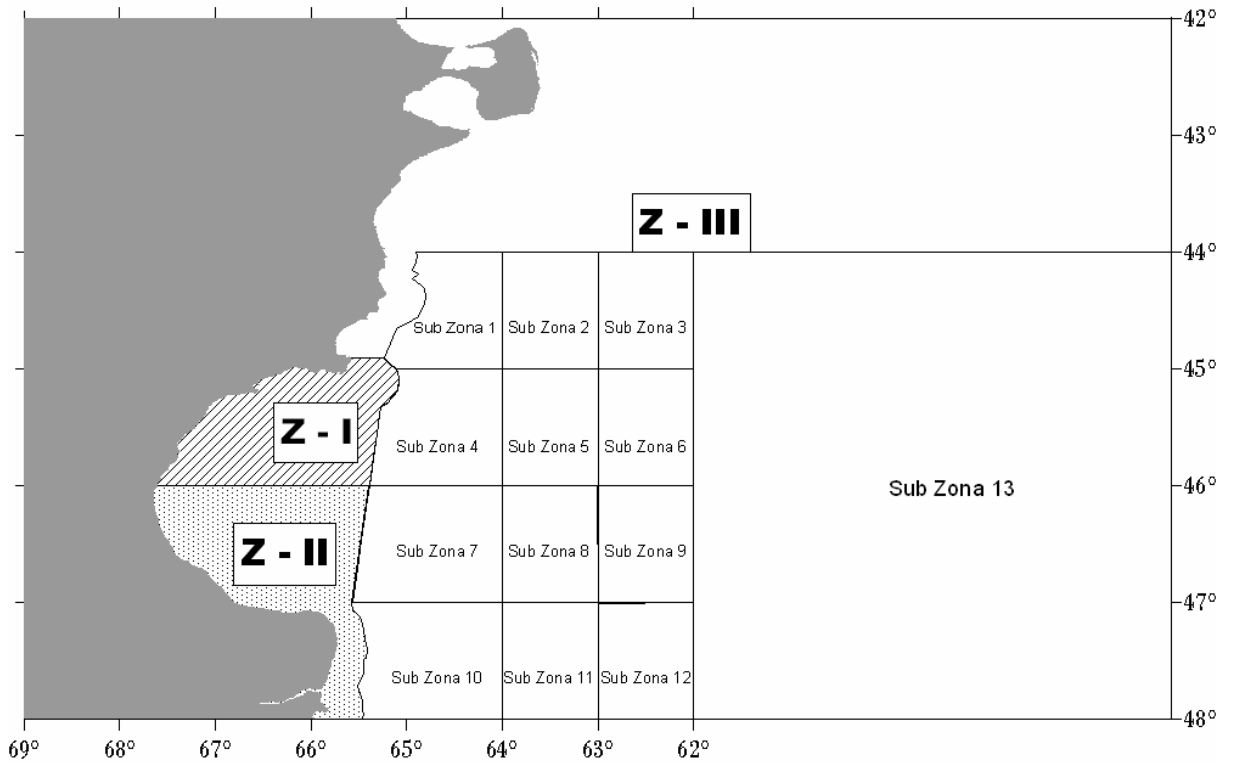 42°
43°
Z - III
44°
Sub Zona 1
Sub Zona 2
Sub Zona 3
45°
Z - I
Sub Zona 4
Sub Zona 5
Sub Zona 6
46°
Sub Zona 13
Z - II
Sub Zona 7
Sub Zona 8
Sub Zona 9
47°
Sub Zona 10
Sub Zona 11
Sub Zona 12
48°
69°
68°
67°
66°
65°
64°
63°
62°